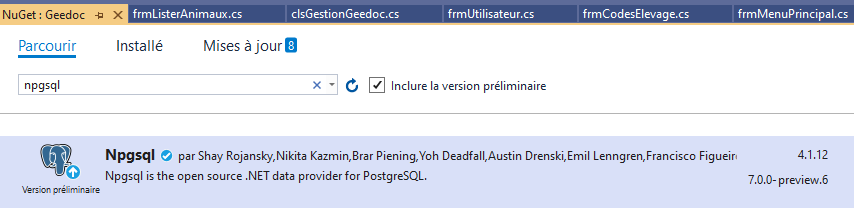 NuGet : Geedoc frmListerAnimaux.cs clsGestionGeedoc.cs frmUtilisateur.cs frmCodesElevage.cs frmMenuPrincipal.cs
Parcourir Installé Mises à jour 8
npgsql Inclure la version préliminaire
Npgsql par Shay Rojansky,Nikita Kazmin,Brar Piening,Yoh Deadfall,Austin Drenski,Emil Lenngren,Francisco Figueire 4.1.12
Npgsql is the open source .NET data provider for PostgreSQL. 7.0.0-preview.6
Version préliminaire